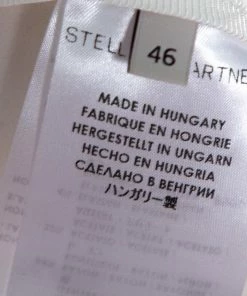 STELL
46
ARTNE
MADE IN HUNGARY
FABRIQUE EN HONGRIE
HERGESTELLT IN UNGARN
HECHO EN HUNGRIA
СДЕЛАНО В ВЕНГРИИ
ハンガリー製